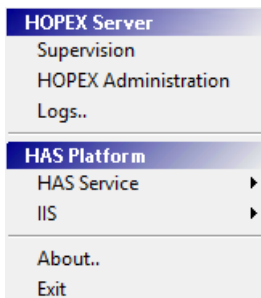 HOPEX Server
Supervision
HOPEX Administration
Logs..
HAS Platform
HAS Service
IIS
About..
Exit